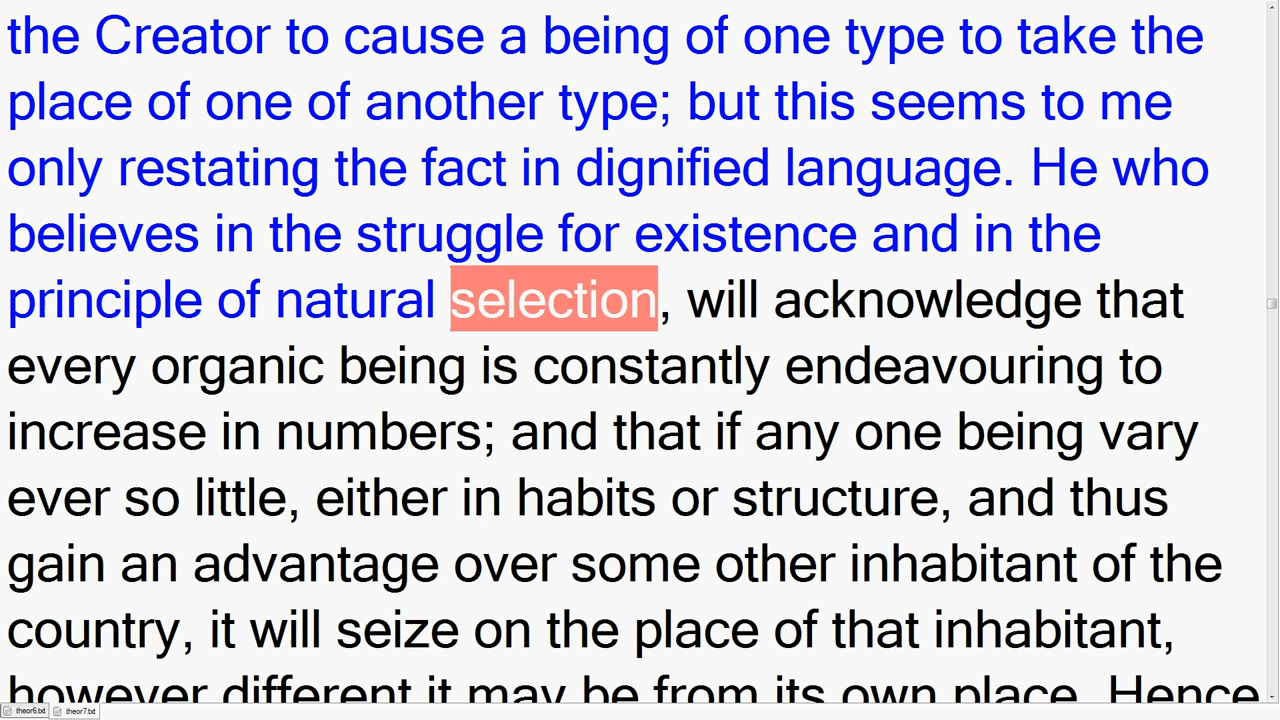 the Creator to cause a being of one type to take the
place of one of another type; but this seems to me
only restating the fact in dignified language. He who
believes in the struggle for existence and in the
principle of natural selection, will acknowledge that
every organic being is constantly endeavouring to
increase in numbers; and that if any one being vary
ever so little, either in habits or structure, and thus
gain an advantage over some other inhabitant of the
country, it will seize on the place of that inhabitant,
however different it may be from its own place. Hence
theor6.txt theor7.txt